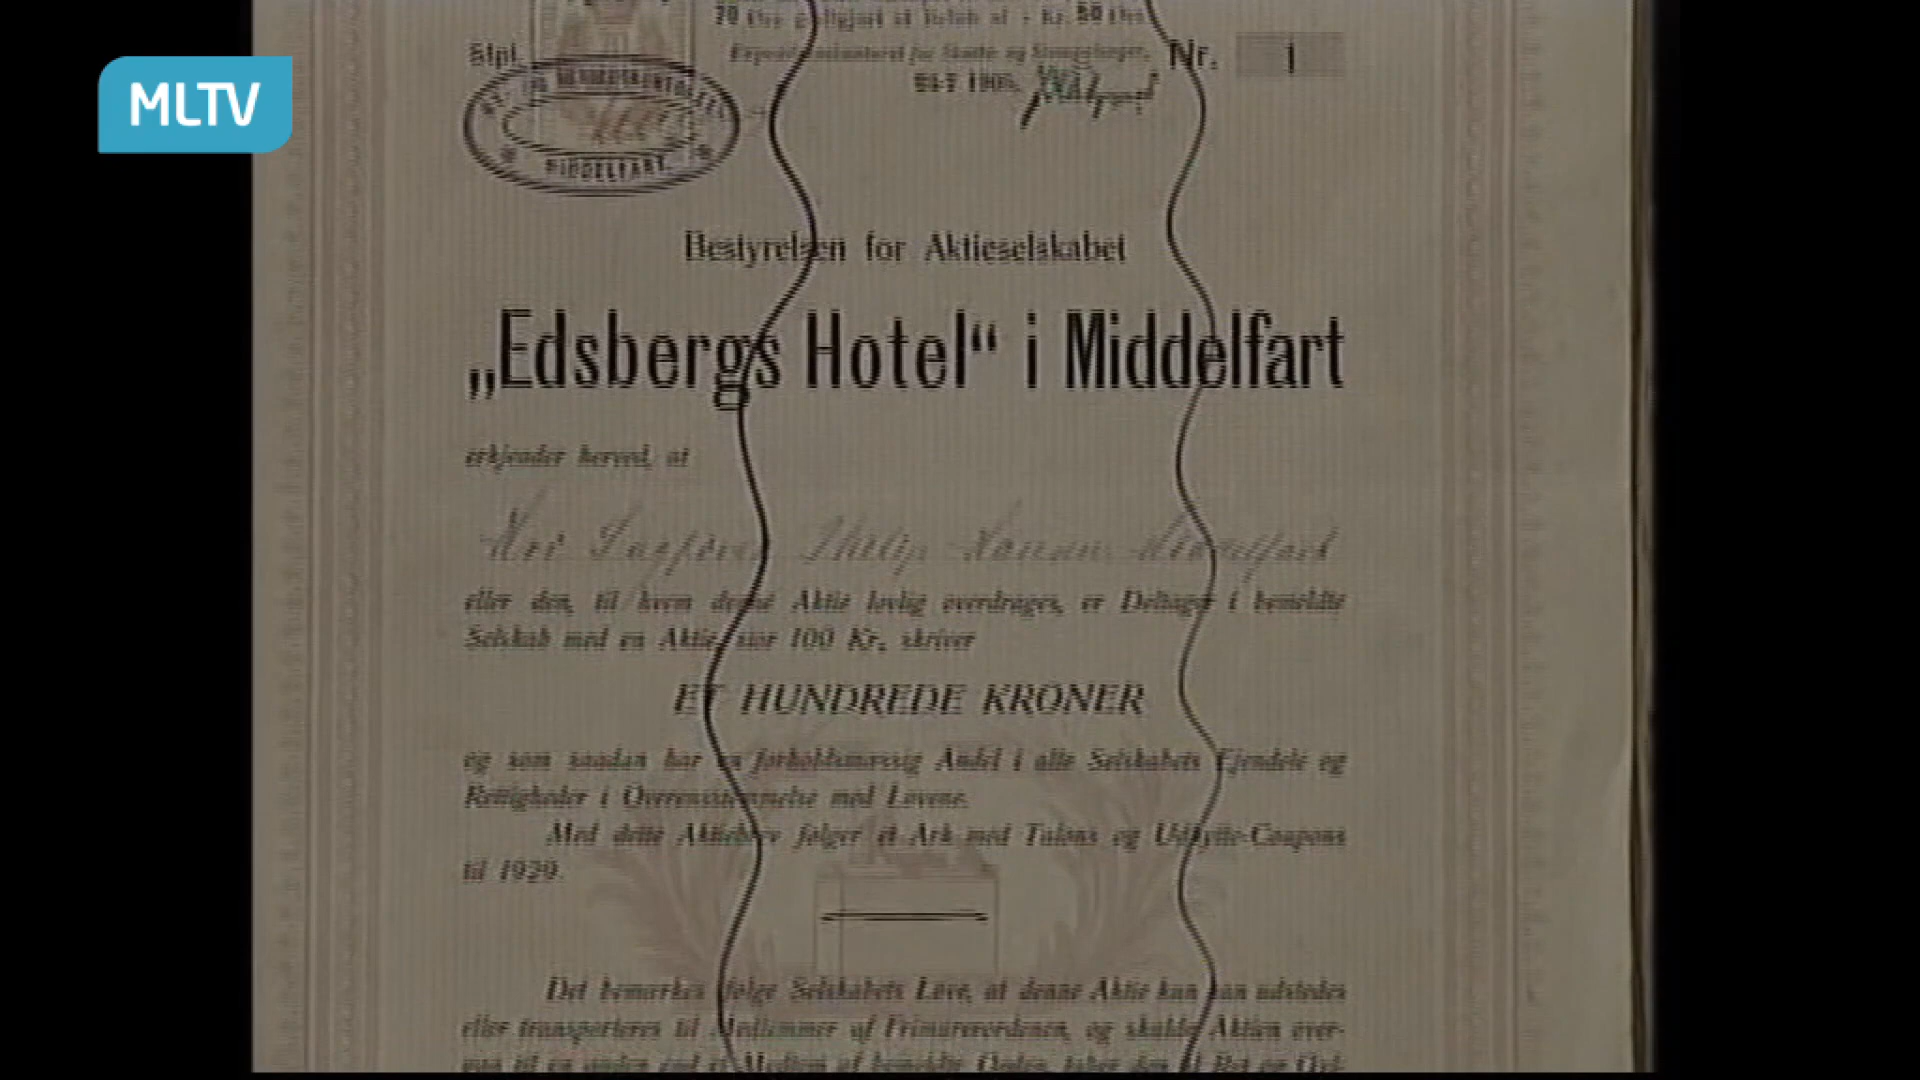 MLTV
Stpl.
Nr. 1
MIDDELFART.
Bestyrelsen for Aktieselskabet
„Edsbergs Hotel“ i Middelfart
erkjender herved, at
eller den, til hvem denne Aktie lovlig overdrages, er Deltager i bemeldte
Selskab med en Aktie, stor 100 Kr., skriver
ET HUNDREDE KRONER
og som saadan har en forholdsmæssig Andel i alle Selskabets Ejendele og
Rettigheder i Overensstemmelse med Lovene.
Med dette Aktiebrev følger et Ark med Talons og Udbytte-Coupons
til 1929.
Det bemærkes ifølge Selskabets Love, at denne Aktie kun kan udstedes
eller transporteres til Medlemmer af Frimurerordenen, og skulde Aktien over-